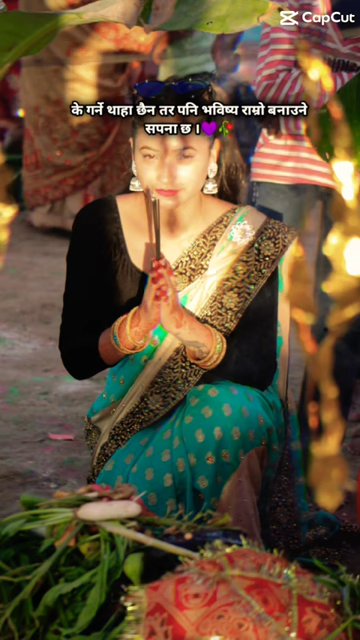 CapCut
के गर्ने थाहा छैन तर पनि भविष्य राम्रो बनाउने
सपना छ ।💜🥀